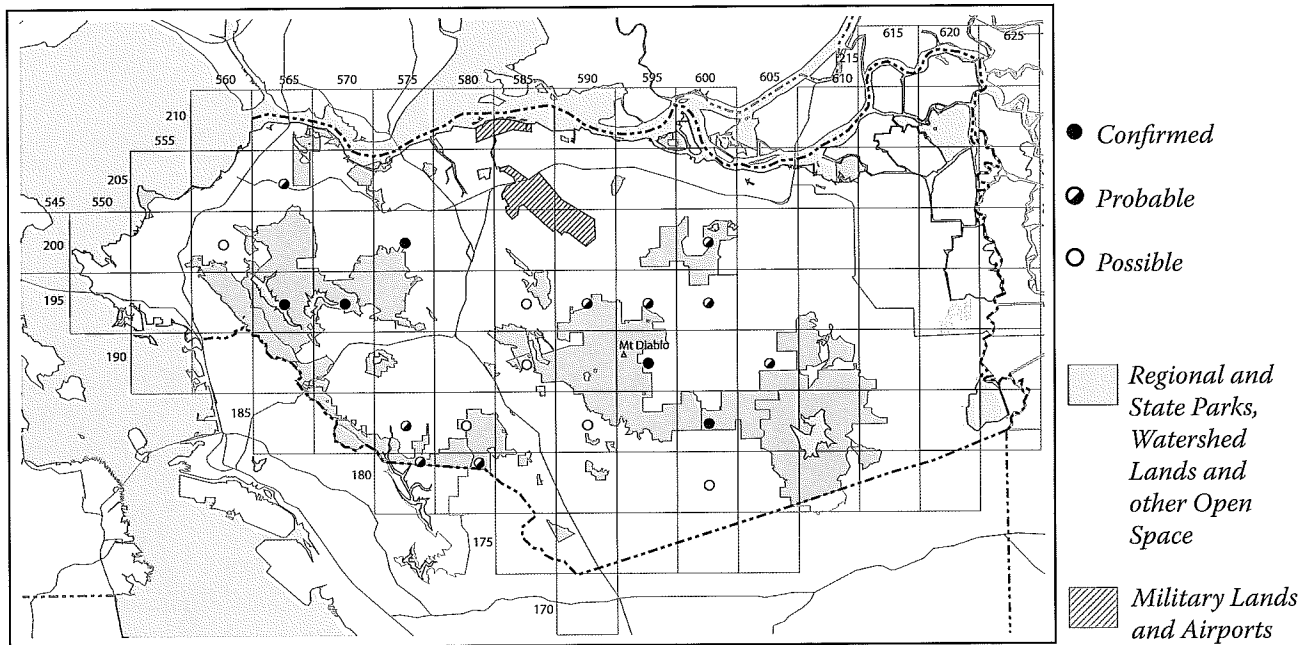 615 620 625
215
560 565 570 575 580 585 590 595 600 605 610
210
555
205
545 550
200
195
190
Mt Diablo
185
180
175
170
Confirmed
Probable
Possible
Regional and
State Parks,
Watershed
Lands and
other Open
Space
Military Lands
and Airports